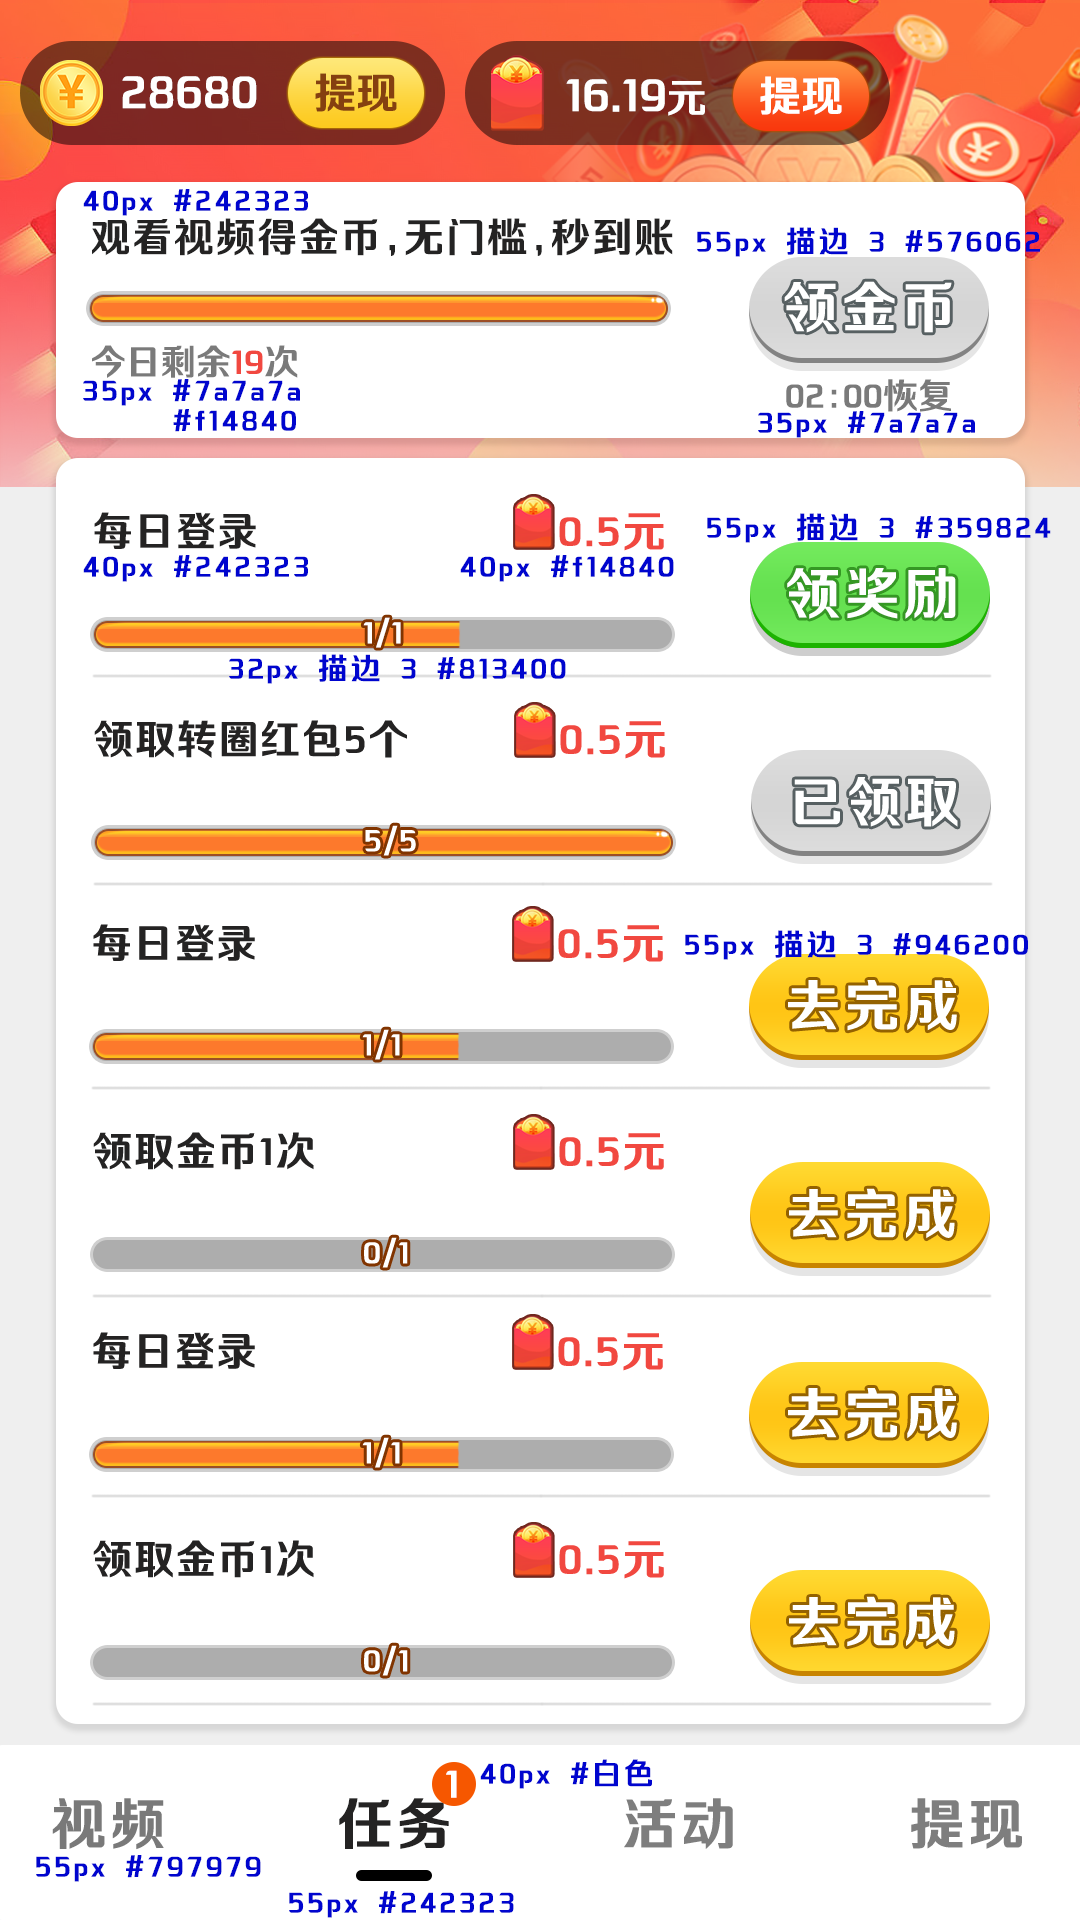 28680 提现 16.19元 提现
40px #242323
观看视频得金币,无门槛,秒到账
55px 描边 3 #576062
领金币
今日剩余19次
35px #7a7a7a
#f14840
02:00恢复
35px #7a7a7a
每日登录 0.5元
55px 描边 3 #359824
40px #242323
40px #f14840
领奖励
1/1
32px 描边 3 #813400
领取转圈红包5个 0.5元
已领取
5/5
每日登录 0.5元
55px 描边 3 #946200
去完成
1/1
领取金币1次 0.5元
去完成
0/1
每日登录 0.5元
去完成
1/1
领取金币1次 0.5元
去完成
0/1
1
40px #白色
视频 任务 活动 提现
55px #797979
55px #242323